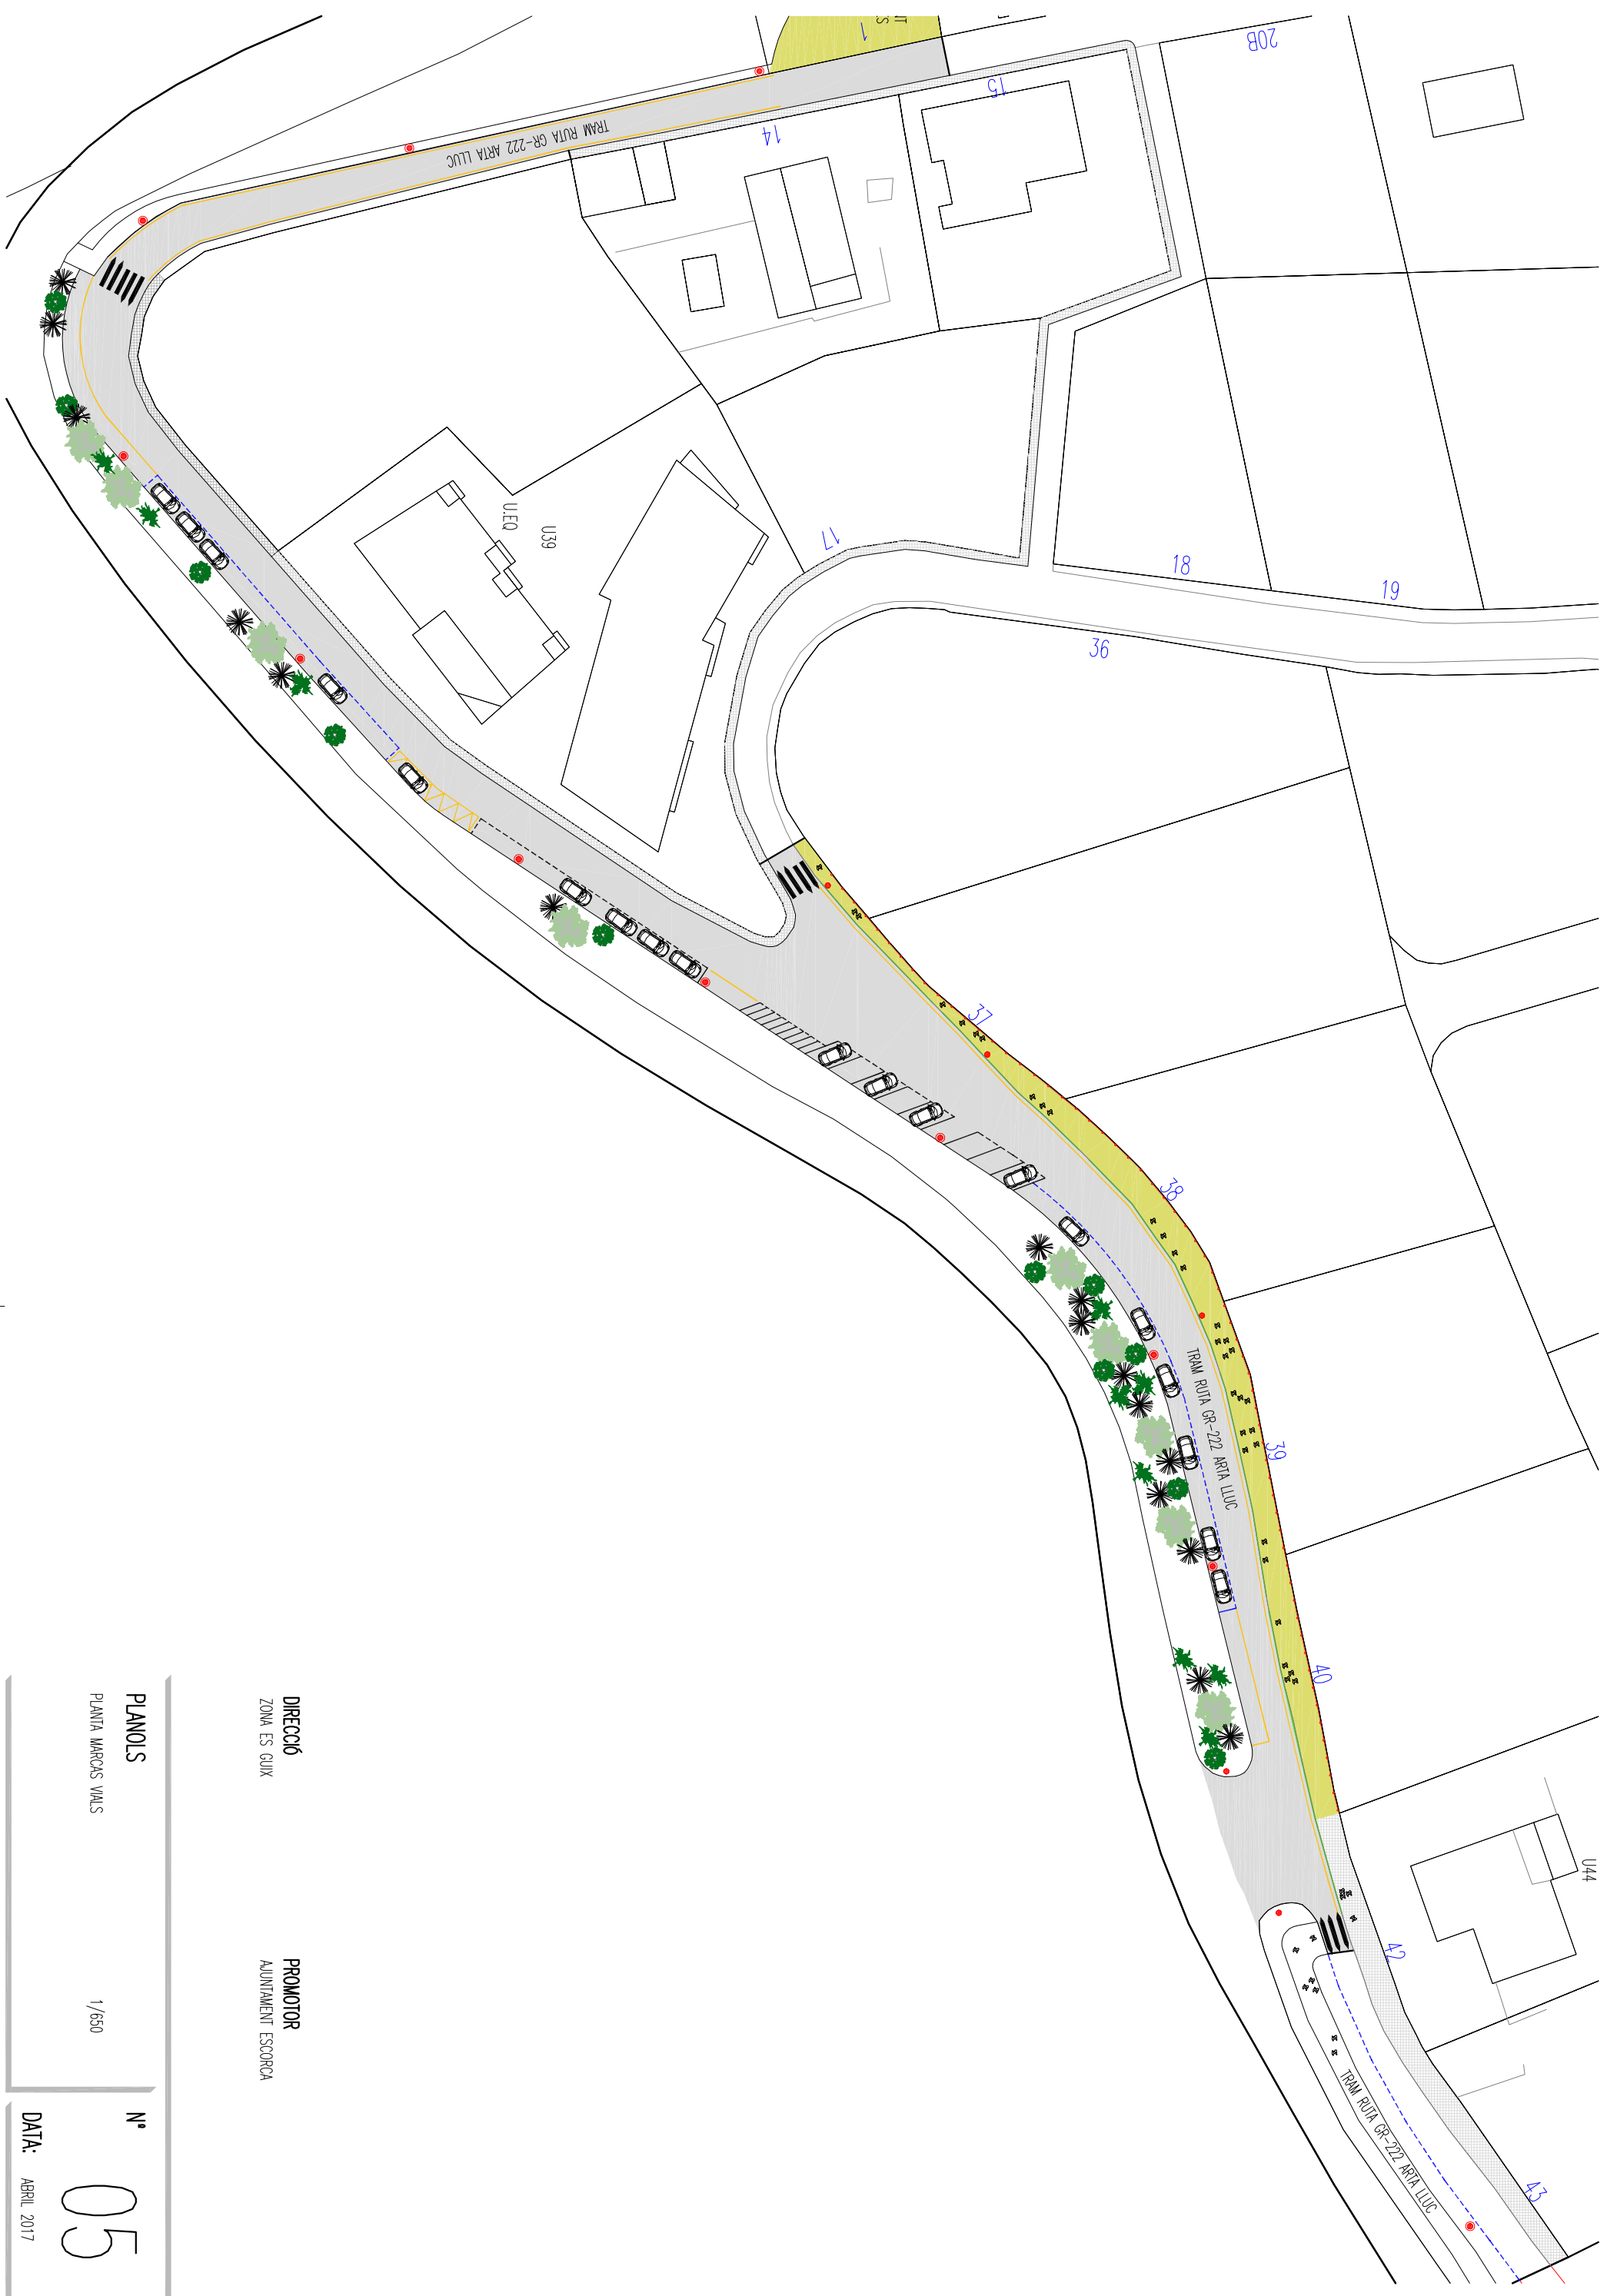 NT
S
1
20B
15
14
TRAM RUTA GR-222 ARTA LLUC
17
18
19
36
U39
U.EQ
37
38
39
TRAM RUTA GR-222 ARTA LLUC
40
U44
42
43
TRAM RUTA GR-222 ARTA LLUC
DIRECCIÓ
ZONA ES GUIX
PROMOTOR
AJUNTAMENT ESCORCA
PLANOLS
PLANTA MARCAS VIALS
1/650
Nº
05
DATA: ABRIL 2017